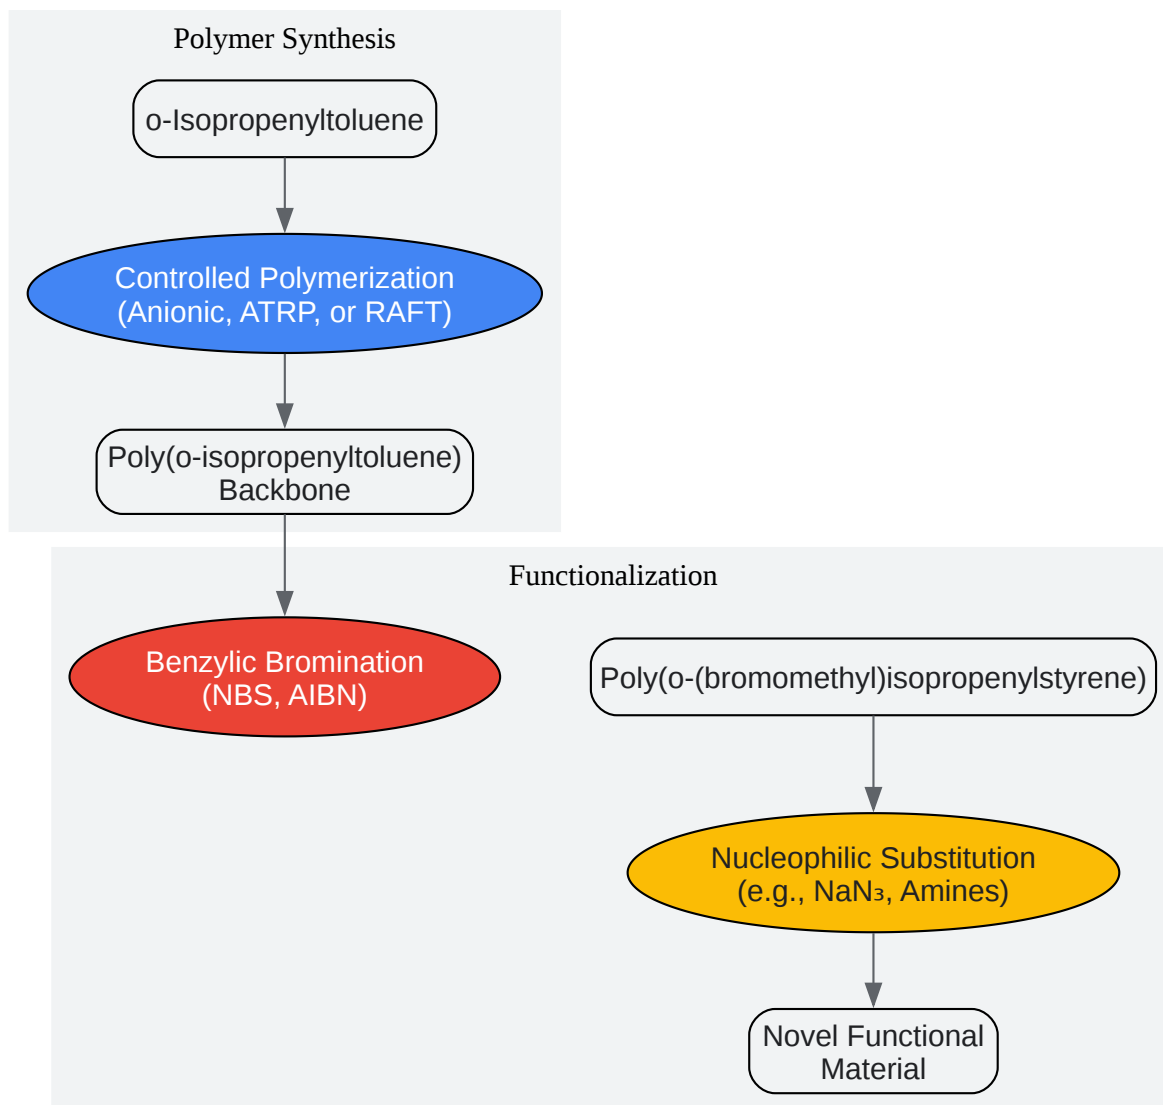 Polymer Synthesis
o-Isopropenyltoluene
Controlled Polymerization
(Anionic, ATRP, or RAFT)
Poly(o-isopropenyltoluene)
Backbone
Functionalization
Benzylic Bromination
(NBS, AIBN)
Poly(o-(bromomethyl)isopropenylstyrene)
Nucleophilic Substitution
(e.g., NaN₃, Amines)
Novel Functional
Material